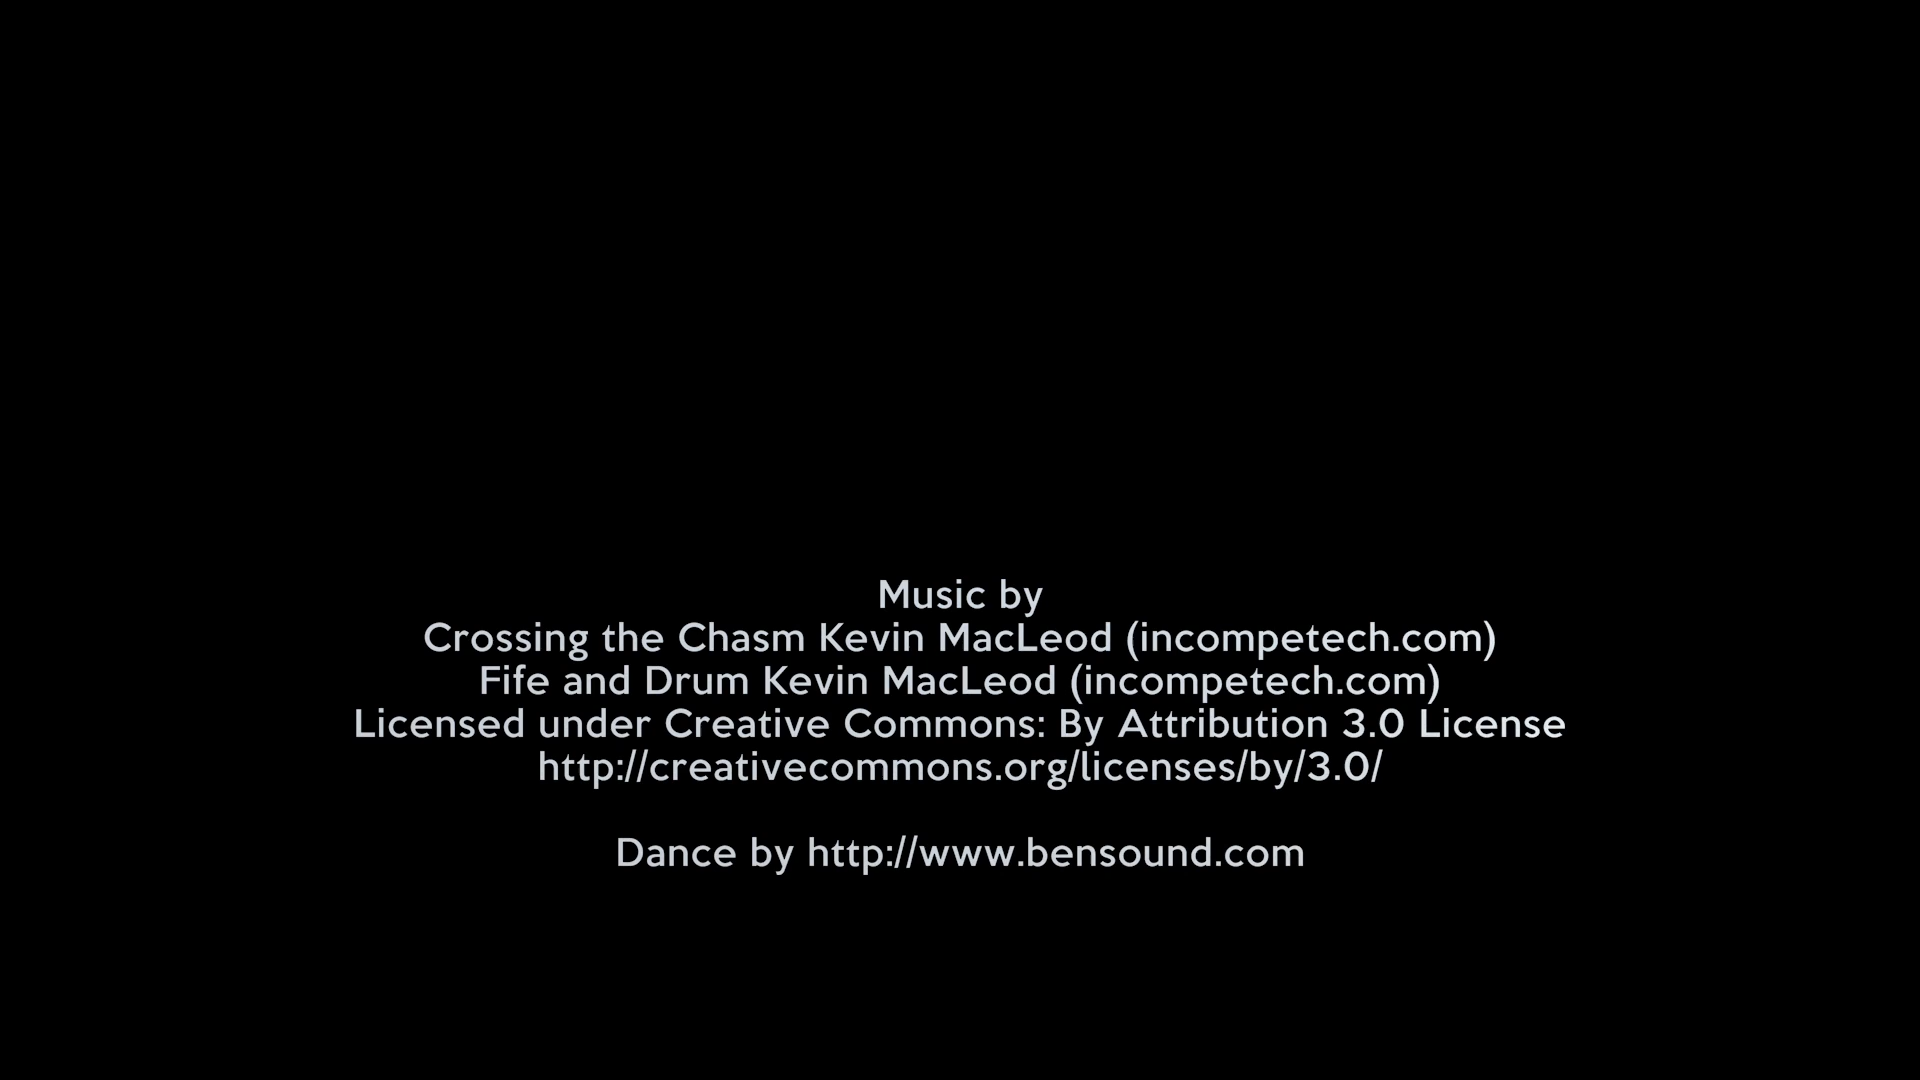 Music by
Crossing the Chasm Kevin MacLeod (incompetech.com)
Fife and Drum Kevin MacLeod (incompetech.com)
Licensed under Creative Commons: By Attribution 3.0 License
http://creativecommons.org/licenses/by/3.0/
Dance by http://www.bensound.com